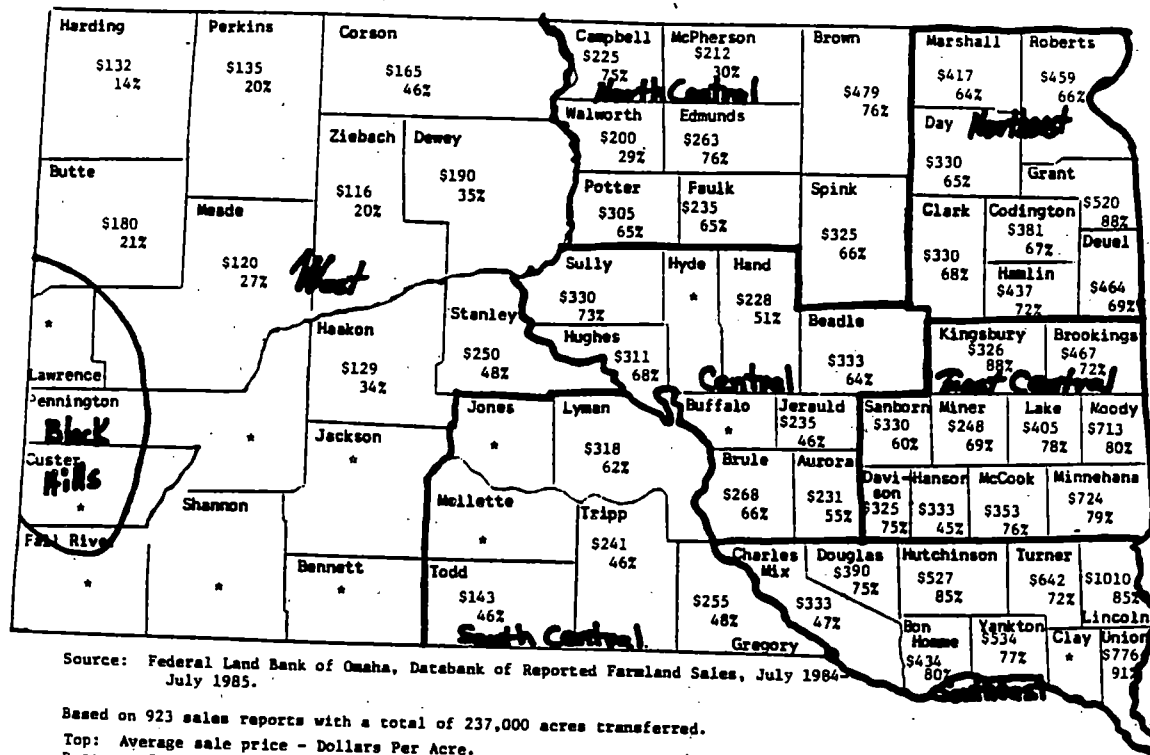 Harding
$132
14%
Perkins
$135
20%
Corson
$165
46%
Campbell
$225
75%
McPherson
$212
30%
North Central
Brown
$479
76%
Marshall
$417
64%
Roberts
$459
66%
Northeast
Butte
$180
21%
Meade
$120
27%
West
Ziebach
$116
20%
Dewey
$190
35%
Walworth
$200
29%
Edmunds
$263
76%
Day
$330
65%
Grant
$520
88%
Potter
$305
65%
Faulk
$235
65%
Spink
$325
66%
Clark
$330
68%
Codington
$381
67%
Hamlin
$437
72%
Deuel
$464
69%
*
Lawrence
Haakon
$129
34%
Stanley
$250
48%
Sully
$330
73%
Hughes
$311
68%
Hyde
*
Hand
$228
51%
Central
Beadle
$333
64%
Kingsbury
$326
88%
Brookings
$467
72%
East Central
Pennington
*
Black
Hills
Custer
*
Jackson
*
Jones
*
Lyman
$318
62%
Buffalo
*
Jerauld
$235
46%
Sanborn
$330
60%
Miner
$248
69%
Lake
$405
78%
Moody
$713
80%
Brule
$268
66%
Aurora
$231
55%
Davi-
son
$325
75%
Hanson
$333
45%
McCook
$353
76%
Minnehana
$724
79%
Fall River
*
Shannon
*
Bennett
*
Mellette
*
Todd
$143
46%
Tripp
$241
46%
South Central
$255
48%
Gregory
Charles
Mix
$333
47%
Douglas
$390
75%
Hutchinson
$527
85%
Turner
$642
72%
$1010
85%
Lincoln
Bon
Homme
$434
80%
Yankton
$534
77%
Clay
*
Union
$776
91%
Source: Federal Land Bank of Omaha, Databank of Reported Farmland Sales, July 1984-
July 1985.
Based on 923 sales reports with a total of 237,000 acres transferred.
Top: Average sale price - Dollars Per Acre.